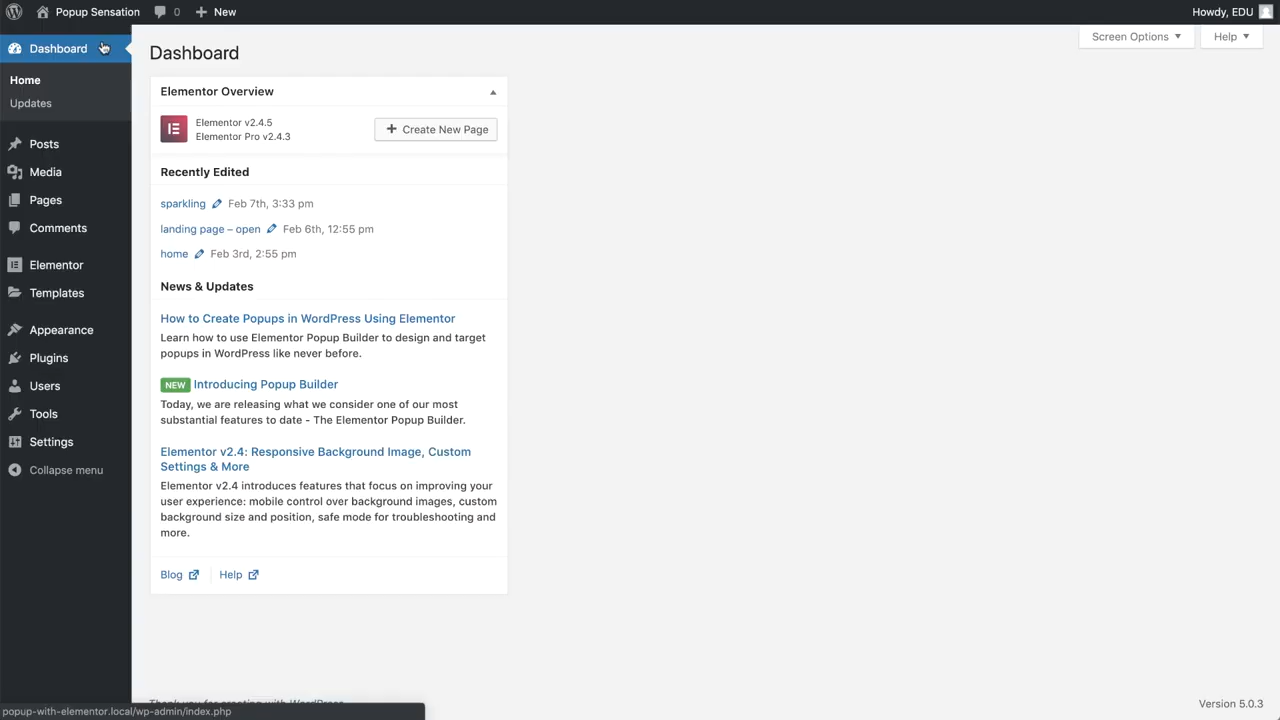 Popup Sensation 0 New Howdy, EDU
Screen Options Help
Dashboard
Home
Updates
Posts
Media
Pages
Comments
Elementor
Templates
Appearance
Plugins
Users
Tools
Settings
Collapse menu
Dashboard
Elementor Overview
Elementor v2.4.5
Elementor Pro v2.4.3
Create New Page
Recently Edited
sparkling Feb 7th, 3:33 pm
landing page – open Feb 6th, 12:55 pm
home Feb 3rd, 2:55 pm
News & Updates
How to Create Popups in WordPress Using Elementor
Learn how to use Elementor Popup Builder to design and target
popups in WordPress like never before.
NEW Introducing Popup Builder
Today, we are releasing what we consider one of our most
substantial features to date - The Elementor Popup Builder.
Elementor v2.4: Responsive Background Image, Custom
Settings & More
Elementor v2.4 introduces features that focus on improving your
user experience: mobile control over background images, custom
background size and position, safe mode for troubleshooting and
more.
Blog Help
Thank you for creating with WordPress
Version 5.0.3
popup-with-elementor.local/wp-admin/index.php